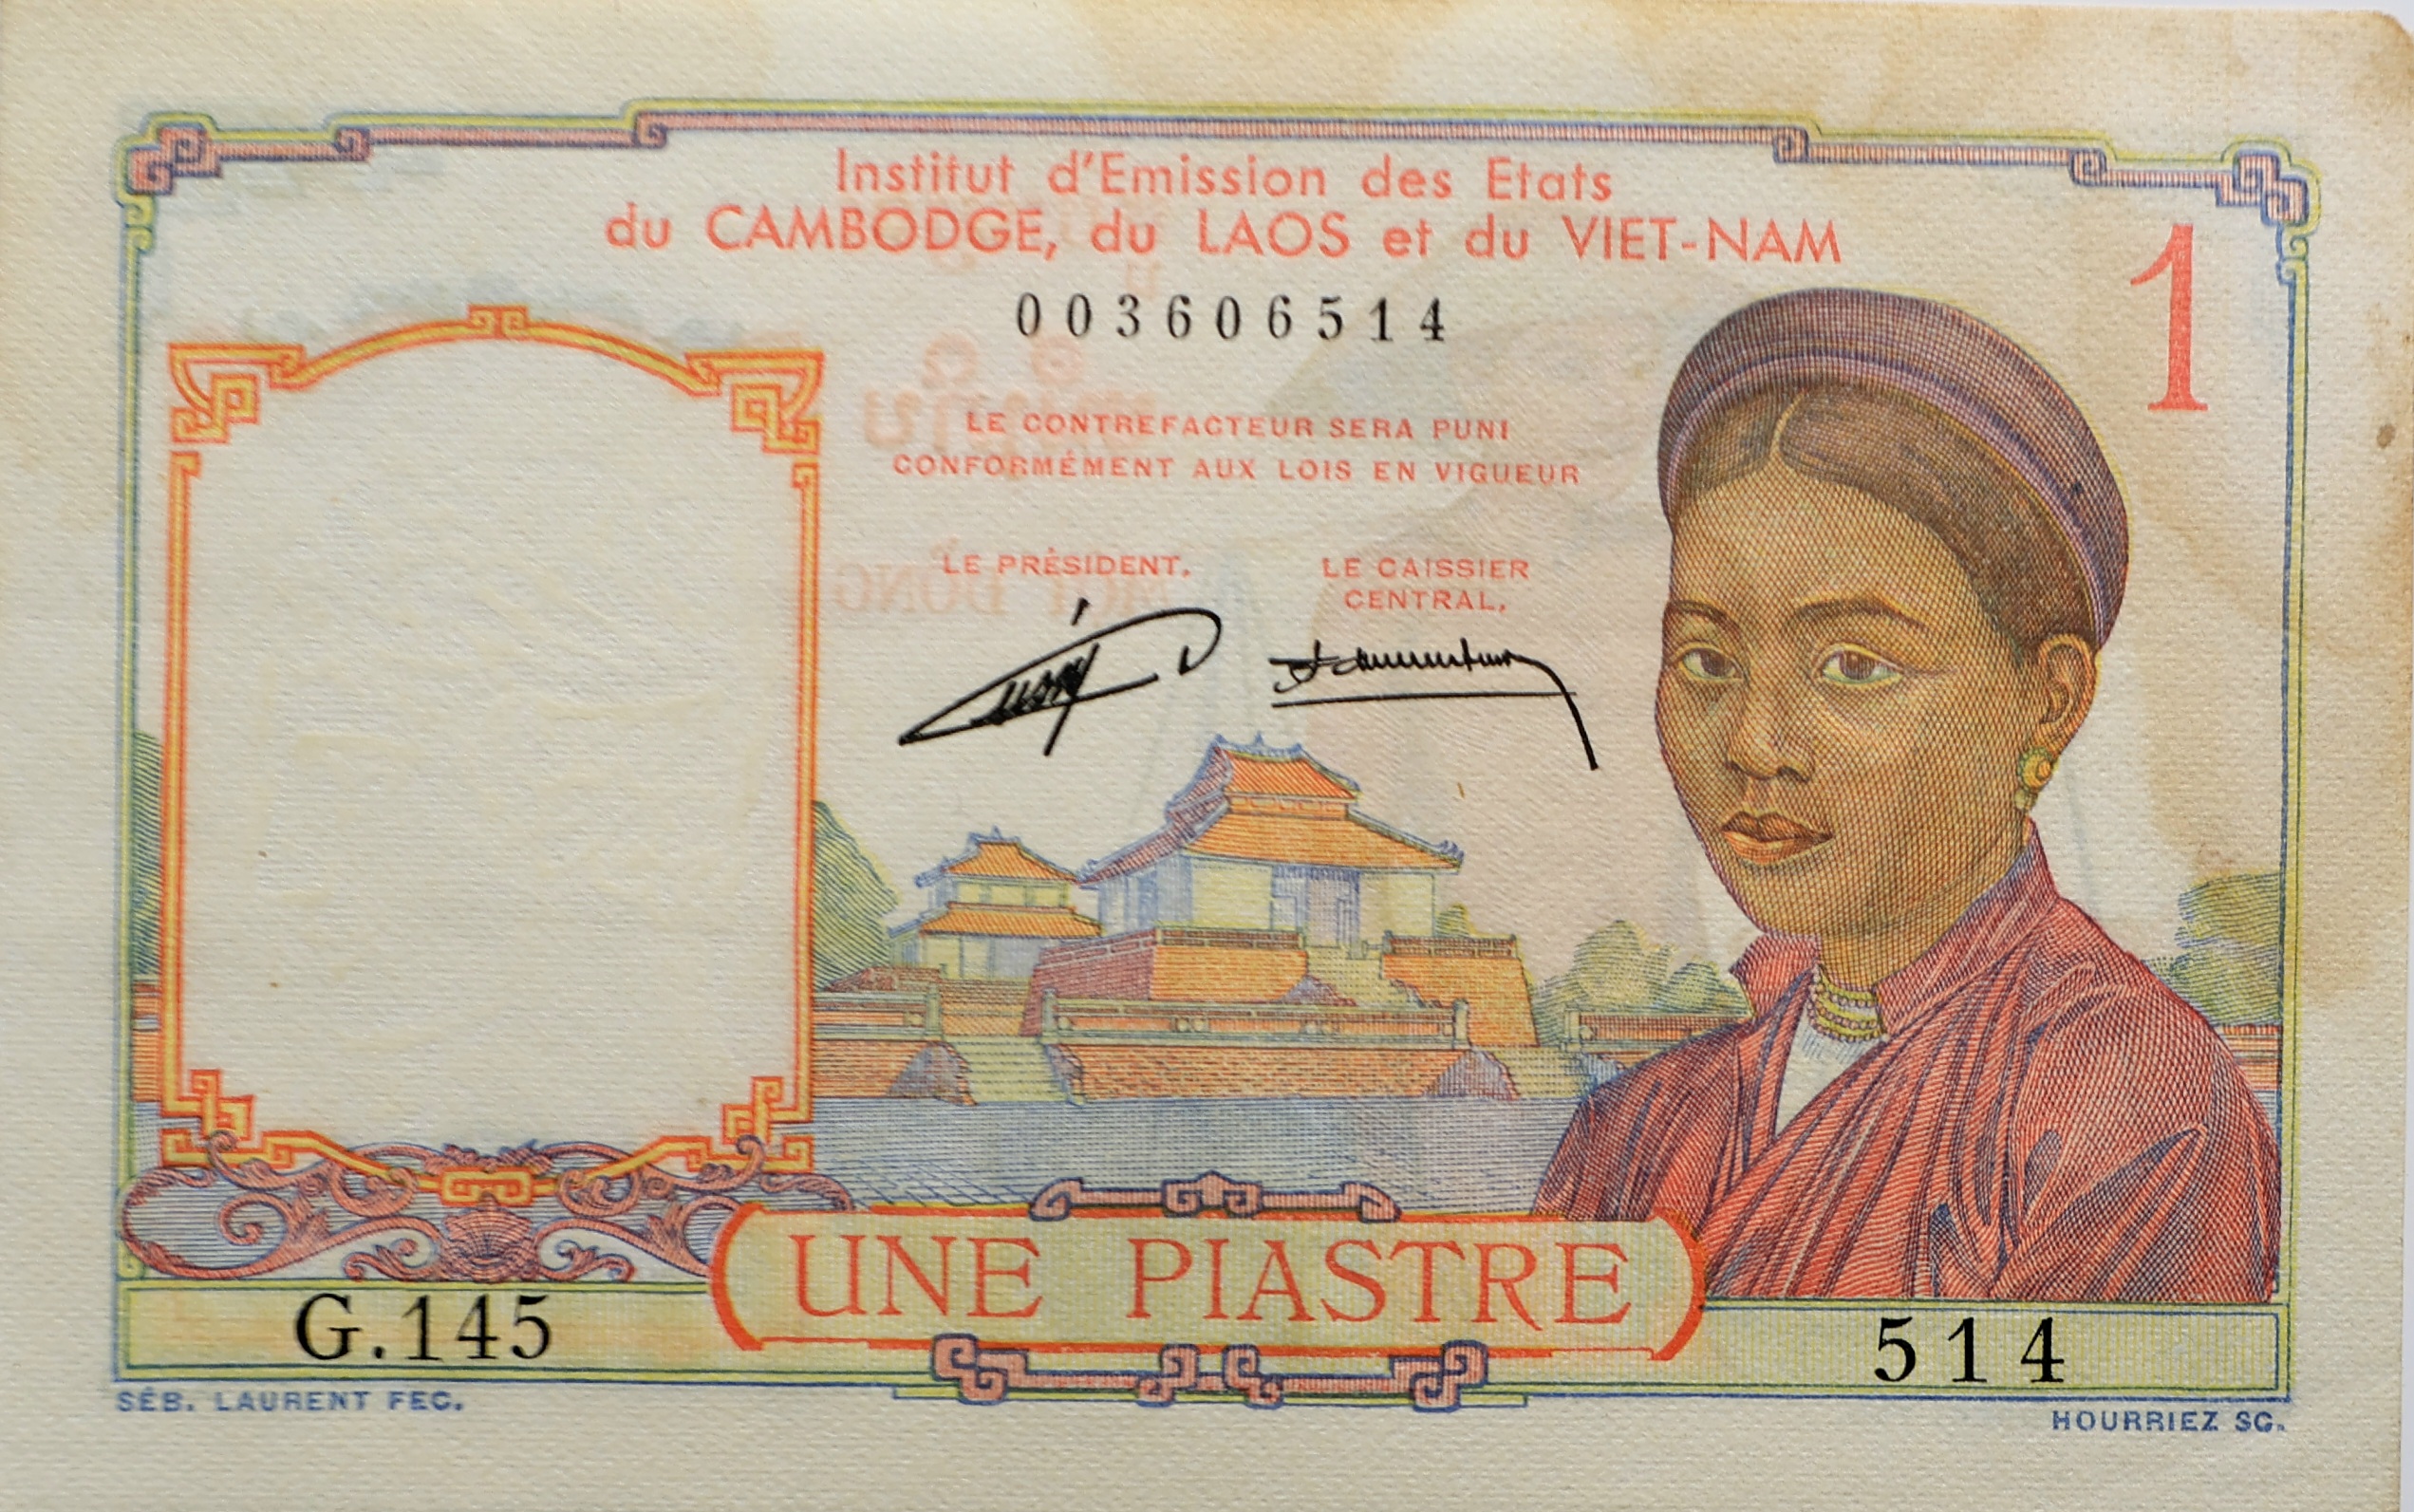 Institut d'Emission des Etats
du CAMBODGE, du LAOS et du VIET-NAM
1
003606514
LE CONTREFACTEUR SERA PUNI
CONFORMÉMENT AUX LOIS EN VIGUEUR
LE PRÉSIDENT.
LE CAISSIER
CENTRAL.
UNE PIASTRE
G.145
514
SÉB. LAURENT FEC.
HOURRIEZ SC.